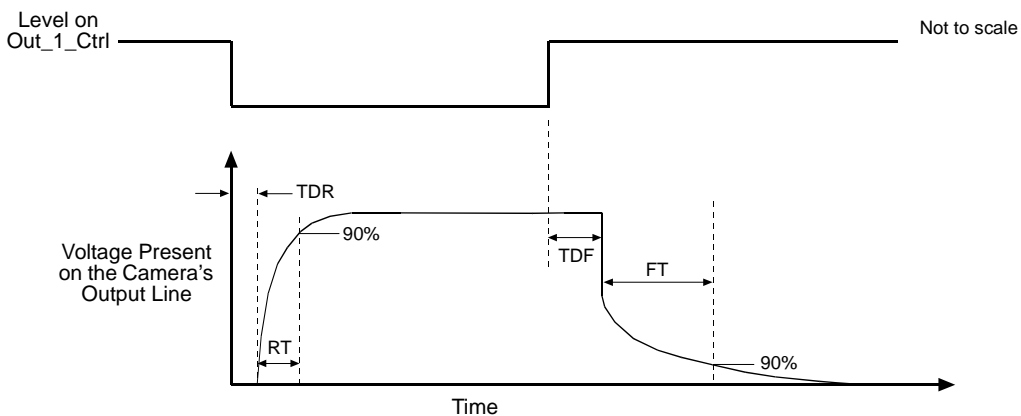 Level on
Out_1_Ctrl
Not to scale
TDR
90%
Voltage Present
on the Camera's
Output Line
TDF
FT
RT
90%
Time